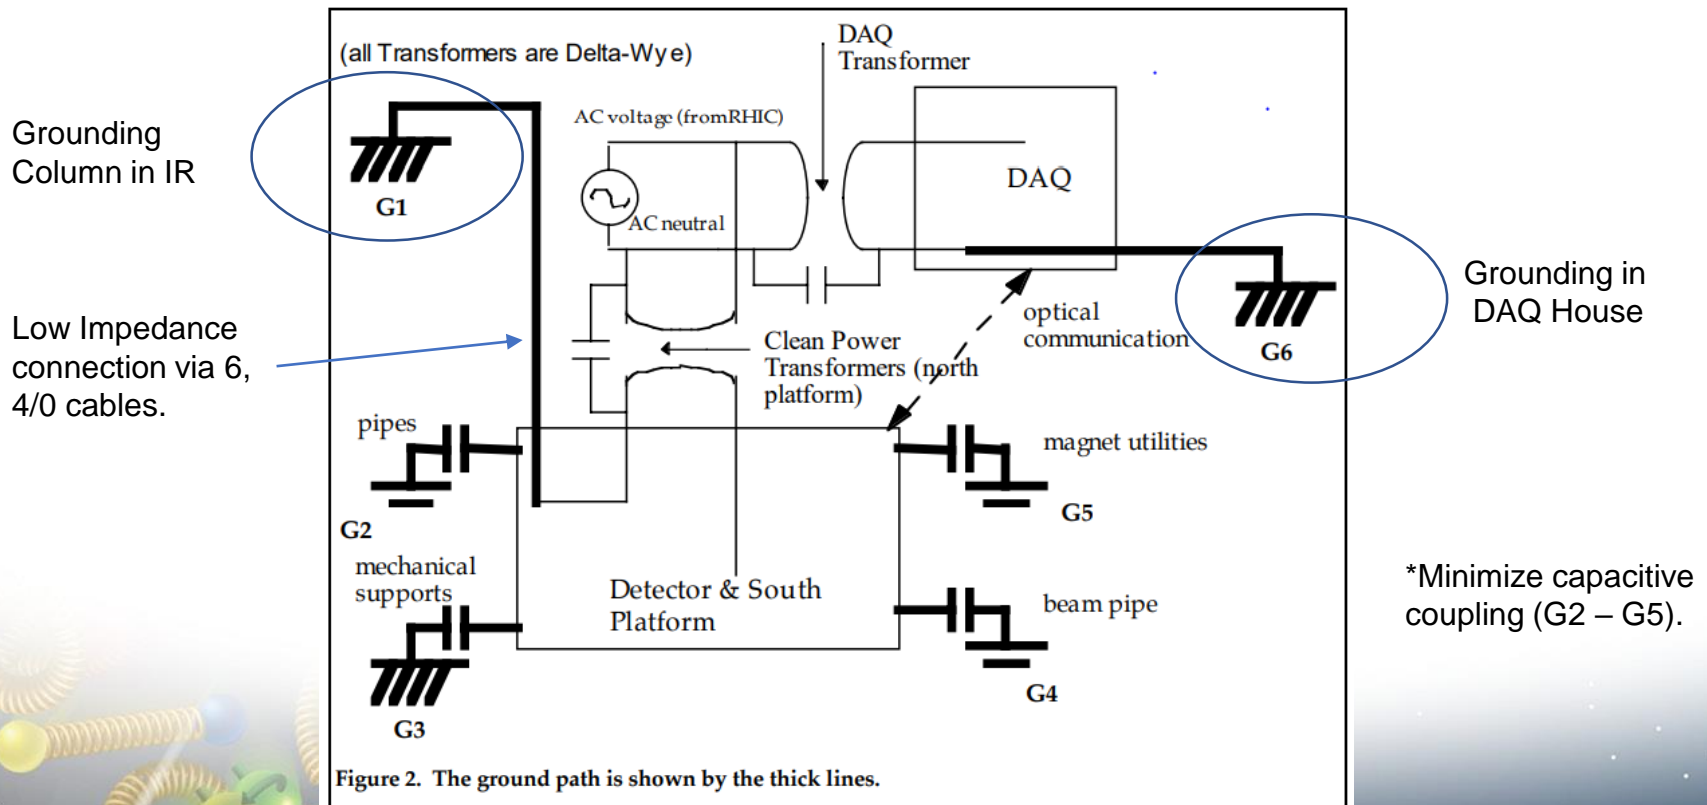 (all Transformers are Delta-Wye)
DAQ
Transformer
Grounding
Column in IR
G1
AC voltage (fromRHIC)
AC neutral
DAQ
Grounding in
DAQ House
G6
Low Impedance
connection via 6,
4/0 cables.
optical
communication
Clean Power
Transformers (north
platform)
pipes
G2
magnet utilities
G5
mechanical
supports
G3
Detector & South
Platform
beam pipe
G4
*Minimize capacitive
coupling (G2 – G5).
Figure 2. The ground path is shown by the thick lines.